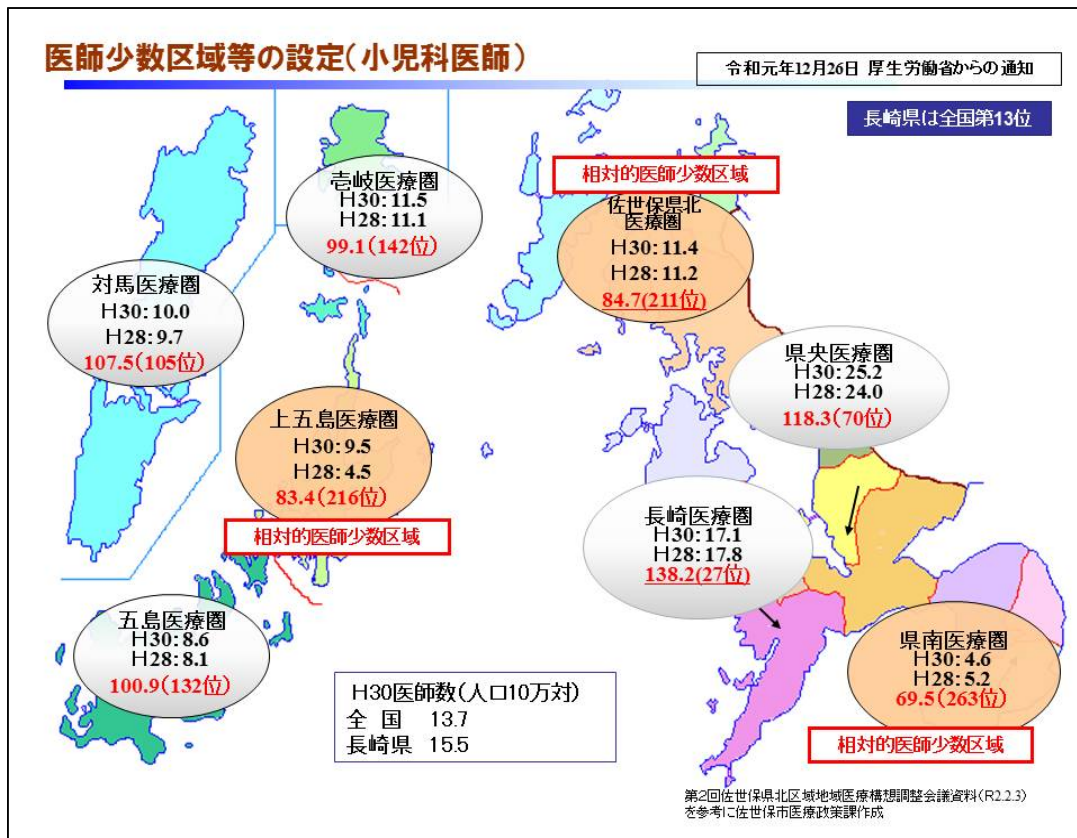 医師少数区域等の設定(小児科医師)
令和元年12月26日 厚生労働省からの通知
長崎県は全国第13位
壱岐医療圏
H30:11.5
H28:11.1
99.1(142位)
相対的医師少数区域
佐世保県北
医療圏
H30:11.4
H28:11.2
84.7(211位)
対馬医療圏
H30:10.0
H28:9.7
107.5(105位)
県央医療圏
H30:25.2
H28:24.0
118.3(70位)
上五島医療圏
H30:9.5
H28:4.5
83.4(216位)
相対的医師少数区域
長崎医療圏
H30:17.1
H28:17.8
138.2(27位)
五島医療圏
H30:8.6
H28:8.1
100.9(132位)
県南医療圏
H30:4.6
H28:5.2
69.5(263位)
相対的医師少数区域
H30医師数(人口10万対)
全 国 13.7
長崎県 15.5
第2回佐世保県北区域地域医療構想調整会議資料(R2.2.3)
を参考に佐世保市医療政策課作成